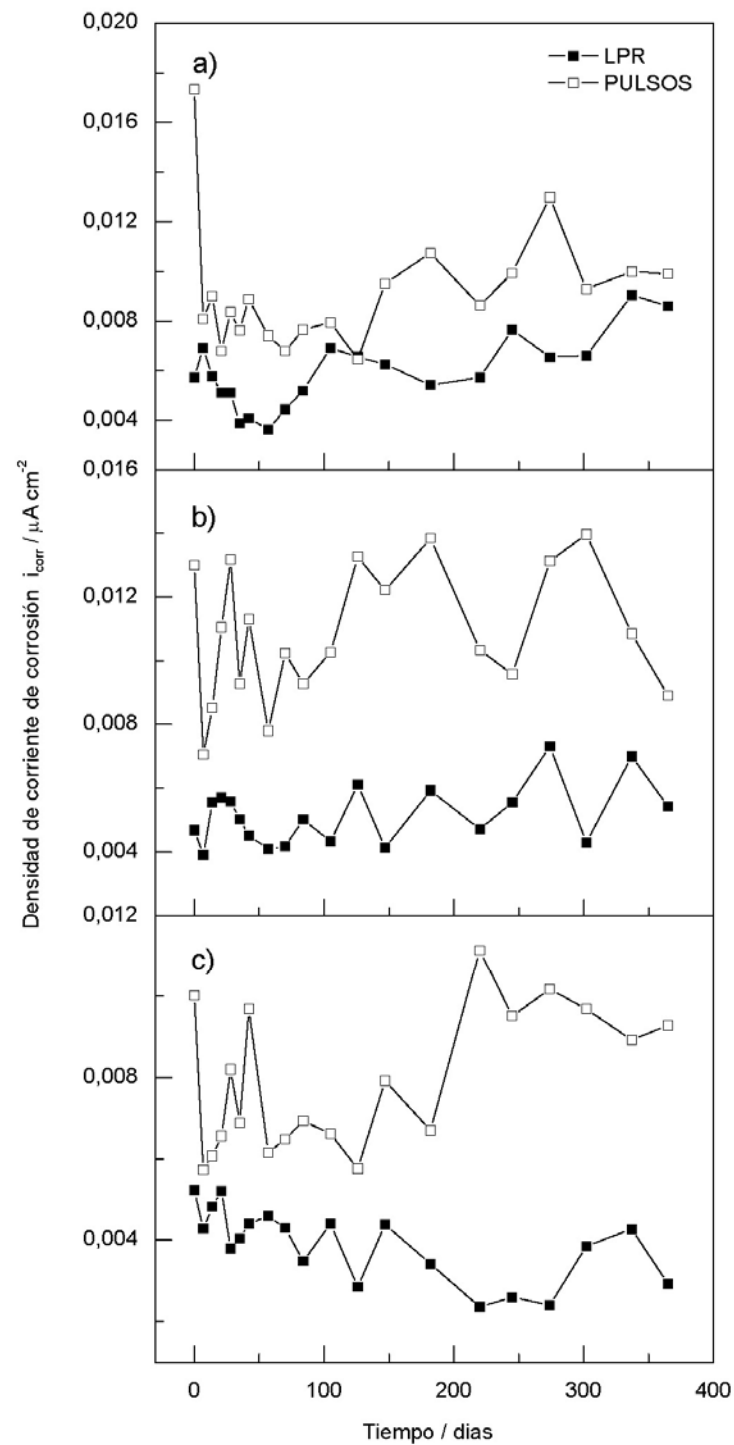 0,020
a)
LPR
PULSOS
0,016
0,012
0,008
0,004
0,016
b)
0,012
0,008
0,004
0,012
c)
0,008
0,004
Densidad de corriente de corrosión i_corr / μA cm⁻²
0 100 200 300 400
Tiempo / dias